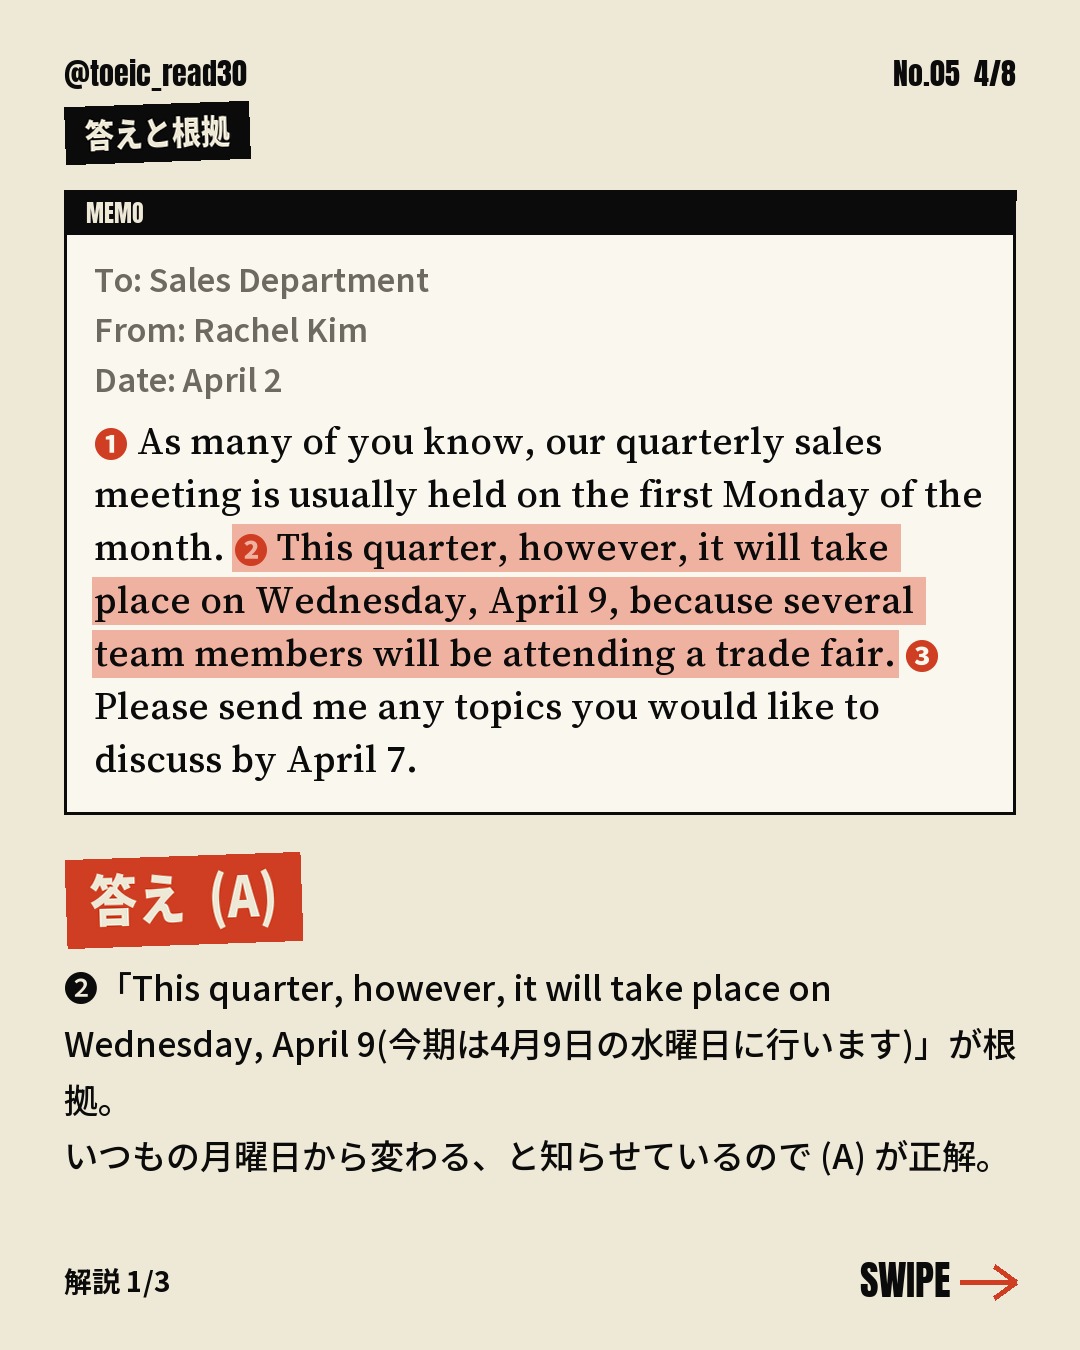 @toeic_read30
No.05 4/8
答えと根拠
MEMO
To: Sales Department
From: Rachel Kim
Date: April 2
❶ As many of you know, our quarterly sales
meeting is usually held on the first Monday of the
month. ❷ This quarter, however, it will take
place on Wednesday, April 9, because several
team members will be attending a trade fair. ❸
Please send me any topics you would like to
discuss by April 7.
答え (A)
❷「This quarter, however, it will take place on
Wednesday, April 9(今期は4月9日の水曜日に行います)」が根
拠。
いつもの月曜日から変わる、と知らせているので (A) が正解。
解説 1/3
SWIPE →